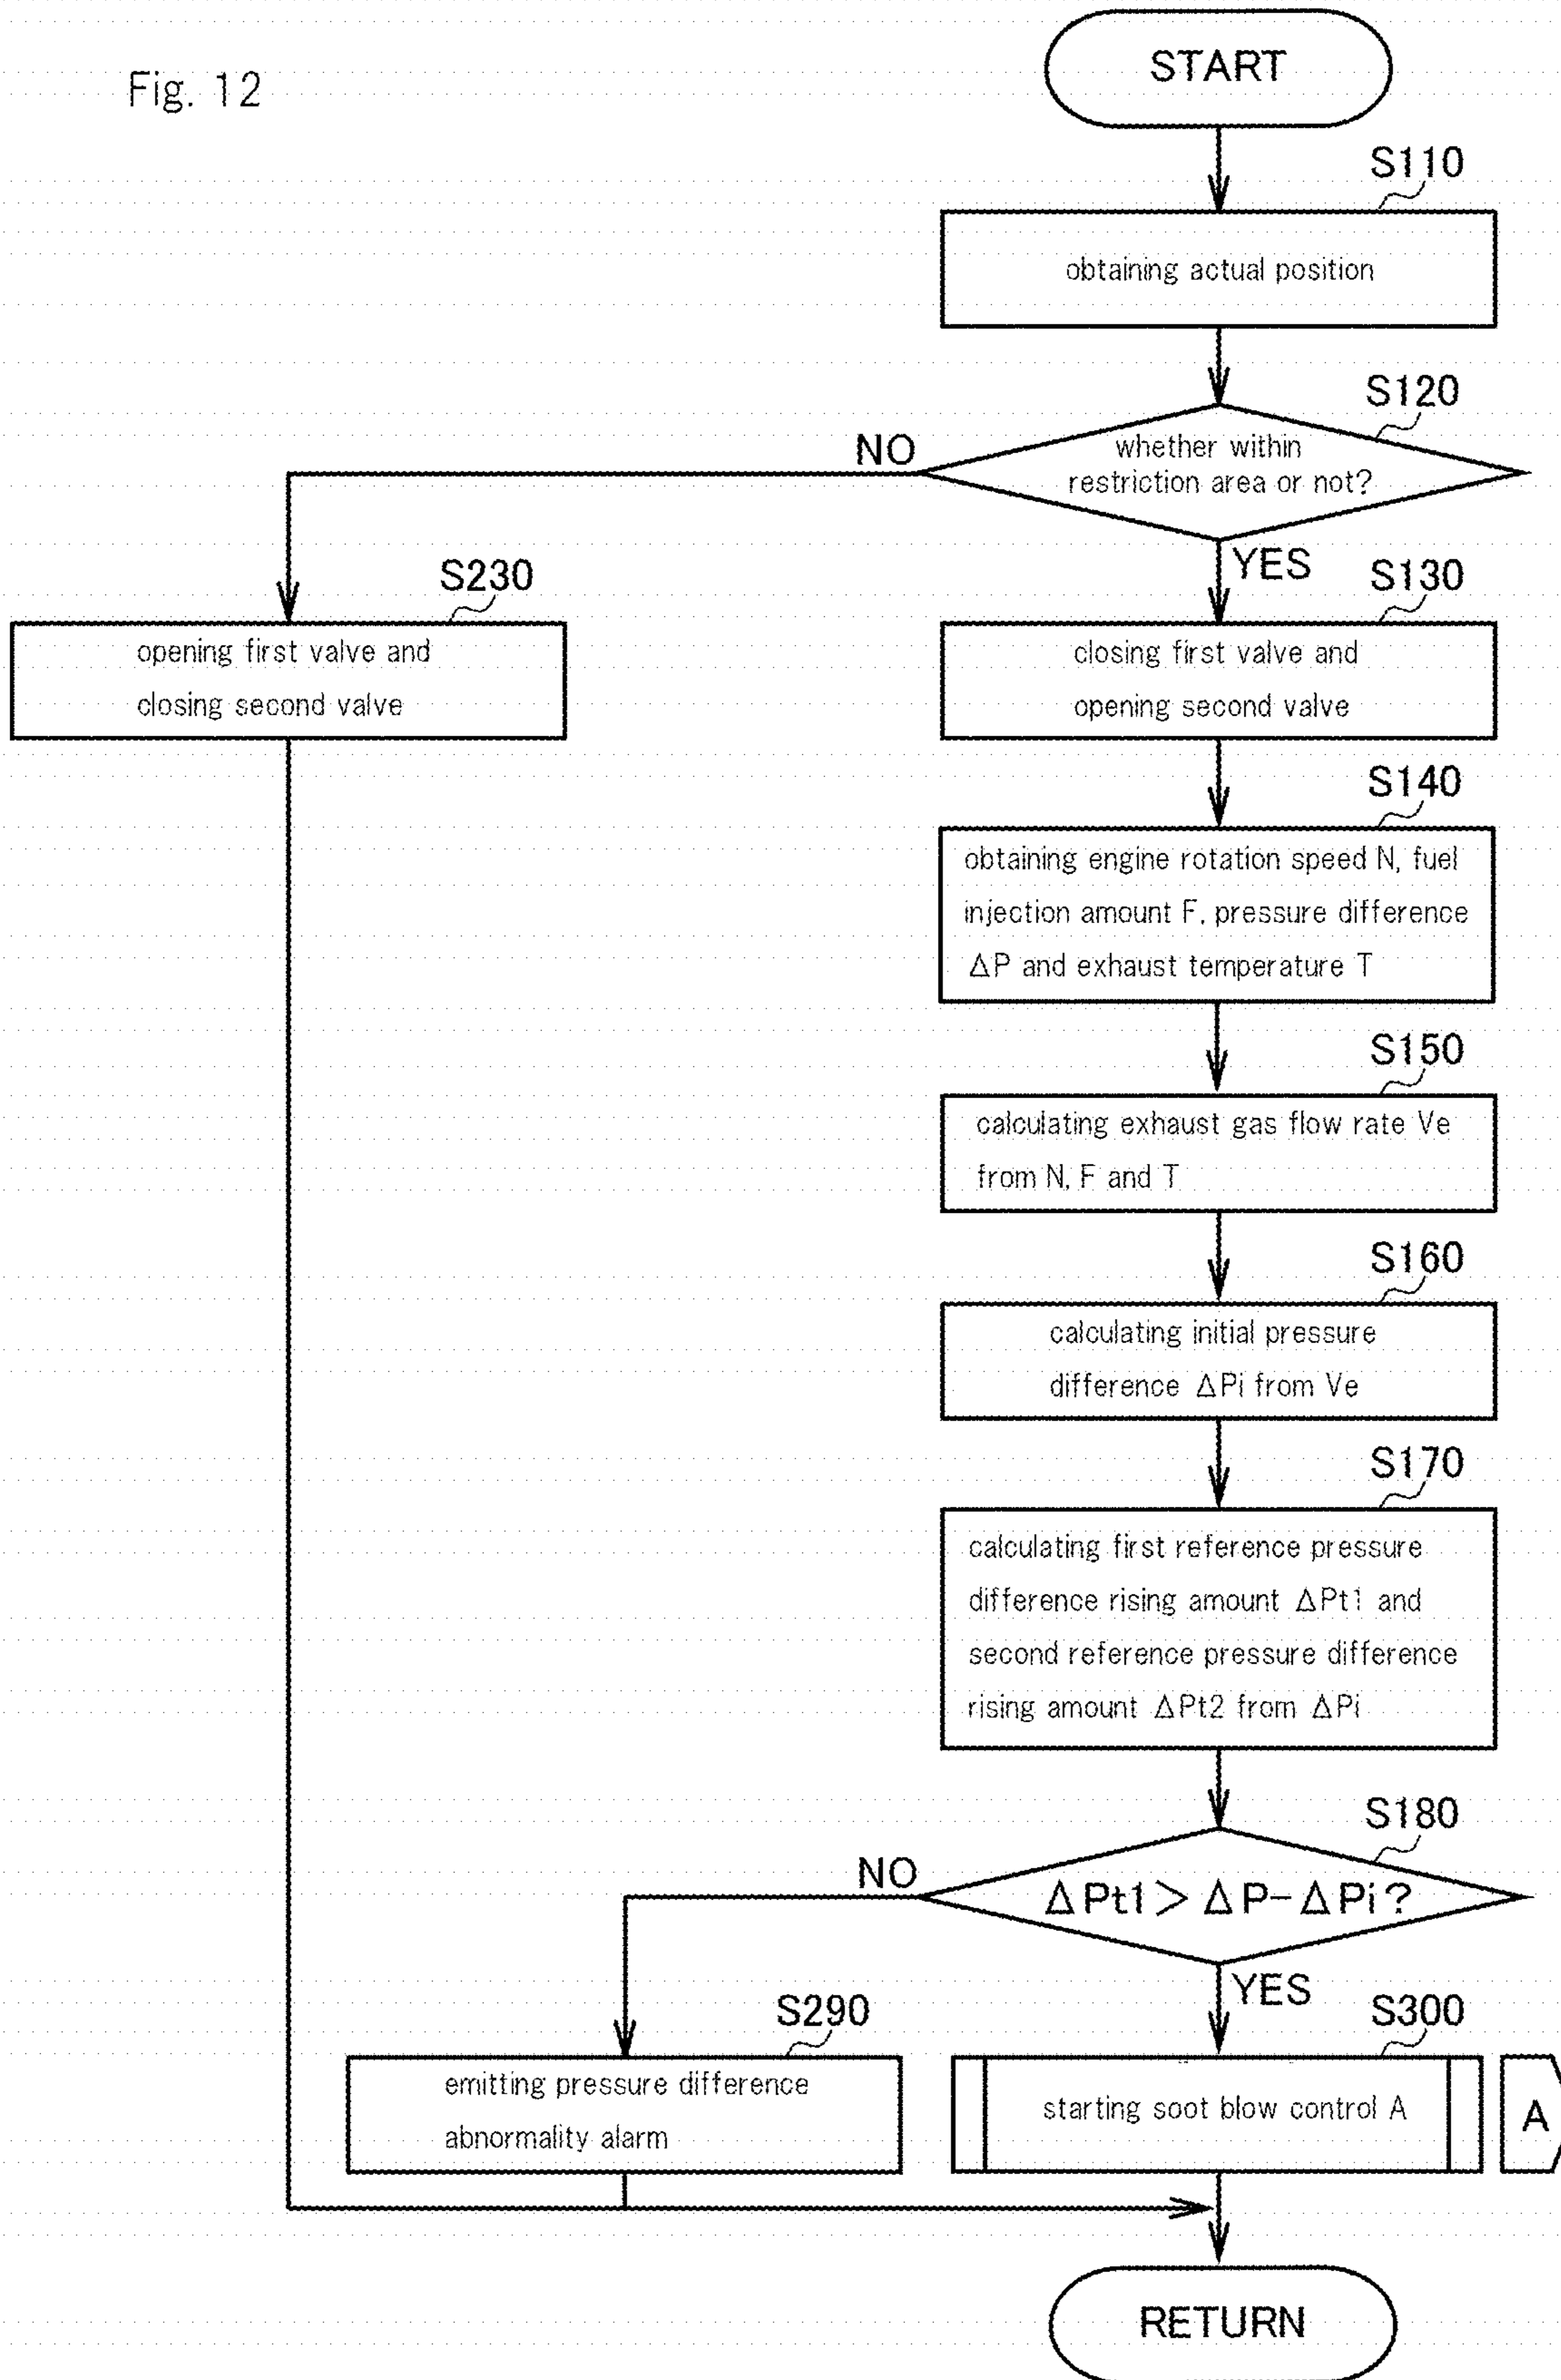 Fig. 12
START
S110
obtaining actual position
S120
whether within
restriction area or not?
NO
YES
S230
opening first valve and
closing second valve
S130
closing first valve and
opening second valve
S140
obtaining engine rotation speed N, fuel
injection amount F, pressure difference
ΔP and exhaust temperature T
S150
calculating exhaust gas flow rate Ve
from N, F and T
S160
calculating initial pressure
difference ΔPi from Ve
S170
calculating first reference pressure
difference rising amount ΔPt1 and
second reference pressure difference
rising amount ΔPt2 from ΔPi
S180
ΔPt1 > ΔP-ΔPi?
NO
YES
S290
emitting pressure difference
abnormality alarm
S300
starting soot blow control A
A
RETURN